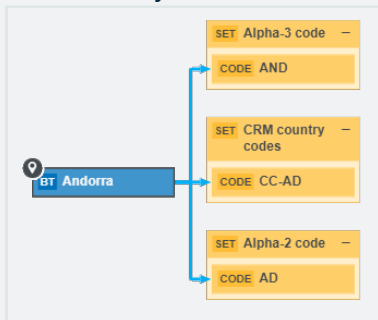 SET Alpha-3 code –
CODE AND
SET CRM country –
codes
CODE CC-AD
BT Andorra
SET Alpha-2 code –
CODE AD